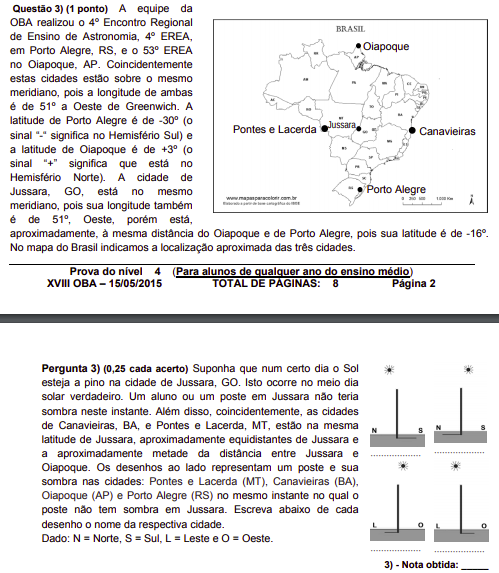 Questão 3) (1 ponto) A equipe da
OBA realizou o 4º Encontro Regional
de Ensino de Astronomia, 4º EREA,
em Porto Alegre, RS, e o 53º EREA
no Oiapoque, AP. Coincidentemente
estas cidades estão sobre o mesmo
meridiano, pois a longitude de ambas
é de 51º a Oeste de Greenwich. A
latitude de Porto Alegre é de -30º (o
sinal "-" significa no Hemisfério Sul) e
a latitude de Oiapoque é de +3º (o
sinal "+" significa que está no
Hemisfério Norte). A cidade de
Jussara, GO, está no mesmo
meridiano, pois sua longitude também
é de 51º, Oeste, porém está,
aproximadamente, à mesma distância do Oiapoque e de Porto Alegre, pois sua latitude é de -16º.
No mapa do Brasil indicamos a localização aproximada das três cidades.
BRASIL
Oiapoque
Pontes e Lacerda
Jussara
Canavieiras
Porto Alegre
www.mapasparacolorir.com.br
Prova do nível 4 (Para alunos de qualquer ano do ensino médio)
XVIII OBA – 15/05/2015 TOTAL DE PÁGINAS: 8 Página 2
Pergunta 3) (0,25 cada acerto) Suponha que num certo dia o Sol
esteja a pino na cidade de Jussara, GO. Isto ocorre no meio dia
solar verdadeiro. Um aluno ou um poste em Jussara não teria
sombra neste instante. Além disso, coincidentemente, as cidades
de Canavieiras, BA, e Pontes e Lacerda, MT, estão na mesma
latitude de Jussara, aproximadamente equidistantes de Jussara e
a aproximadamente metade da distância entre Jussara e
Oiapoque. Os desenhos ao lado representam um poste e sua
sombra nas cidades: Pontes e Lacerda (MT), Canavieiras (BA),
Oiapoque (AP) e Porto Alegre (RS) no mesmo instante no qual o
poste não tem sombra em Jussara. Escreva abaixo de cada
desenho o nome da respectiva cidade.
Dado: N = Norte, S = Sul, L = Leste e O = Oeste.
N S N S
L O L O
3) - Nota obtida: _____